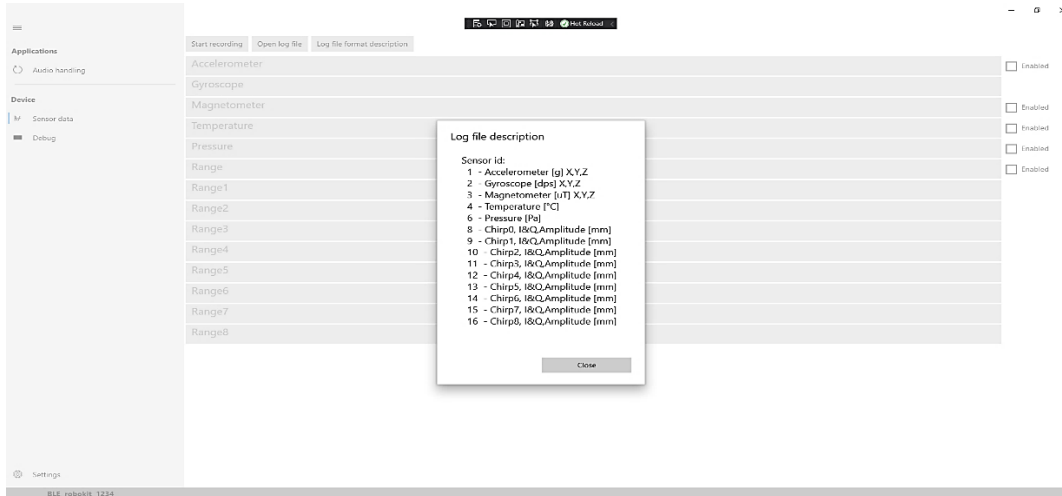 Hot Reload
Applications
Audio handling
Device
Sensor data
Debug
Settings
BLE_robokit_1234
Start recording
Open log file
Log file format description
Accelerometer
Enabled
Gyroscope
Magnetometer
Enabled
Temperature
Enabled
Pressure
Enabled
Range
Enabled
Range1
Range2
Range3
Range4
Range5
Range6
Range7
Range8
Log file description
Sensor id:
1 - Accelerometer [g] X,Y,Z
2 - Gyroscope [dps] X,Y,Z
3 - Magnetometer [uT] X,Y,Z
4 - Temperature [°C]
6 - Pressure [Pa]
8 - Chirp0, I&Q,Amplitude [mm]
9 - Chirp1, I&Q,Amplitude [mm]
10 - Chirp2, I&Q,Amplitude [mm]
11 - Chirp3, I&Q,Amplitude [mm]
12 - Chirp4, I&Q,Amplitude [mm]
13 - Chirp5, I&Q,Amplitude [mm]
14 - Chirp6, I&Q,Amplitude [mm]
15 - Chirp7, I&Q,Amplitude [mm]
16 - Chirp8, I&Q,Amplitude [mm]
Close